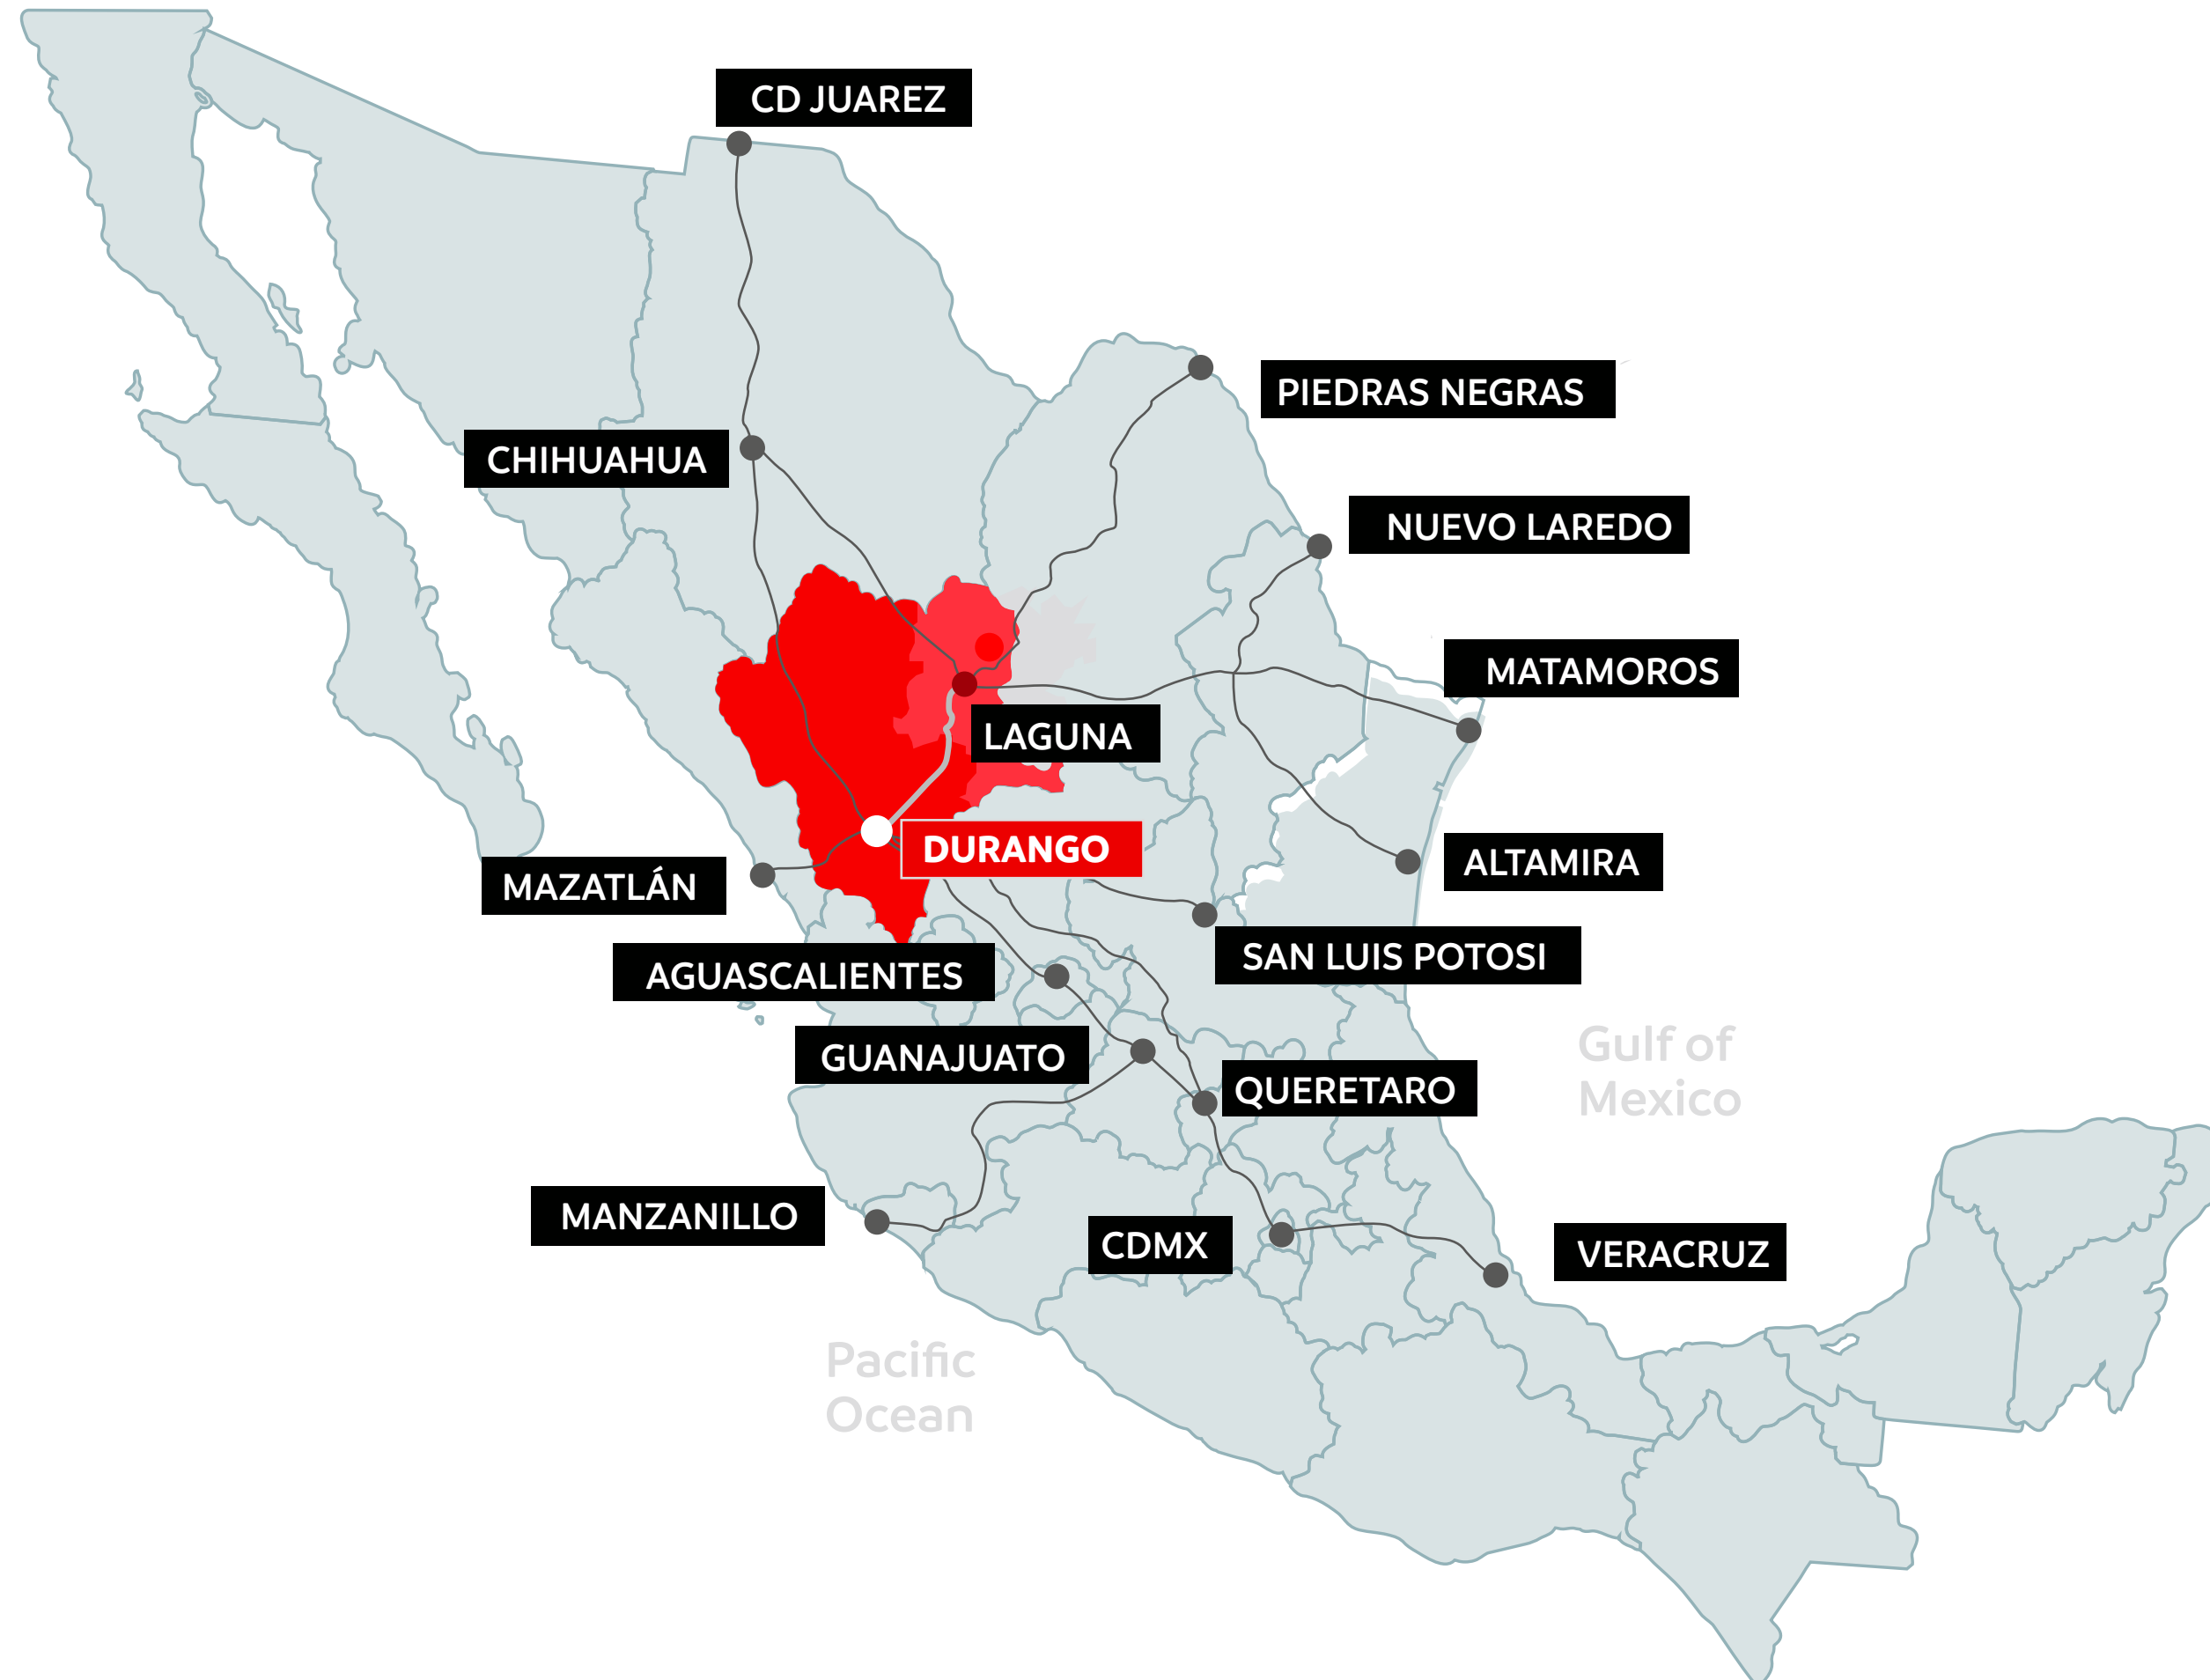 CD JUAREZ
PIEDRAS NEGRAS
CHIHUAHUA
NUEVO LAREDO
MATAMOROS
LAGUNA
DURANGO
ALTAMIRA
MAZATLÁN
SAN LUIS POTOSI
AGUASCALIENTES
GUANAJUATO
Gulf of
Mexico
QUERETARO
MANZANILLO
CDMX
VERACRUZ
Pacific
Ocean